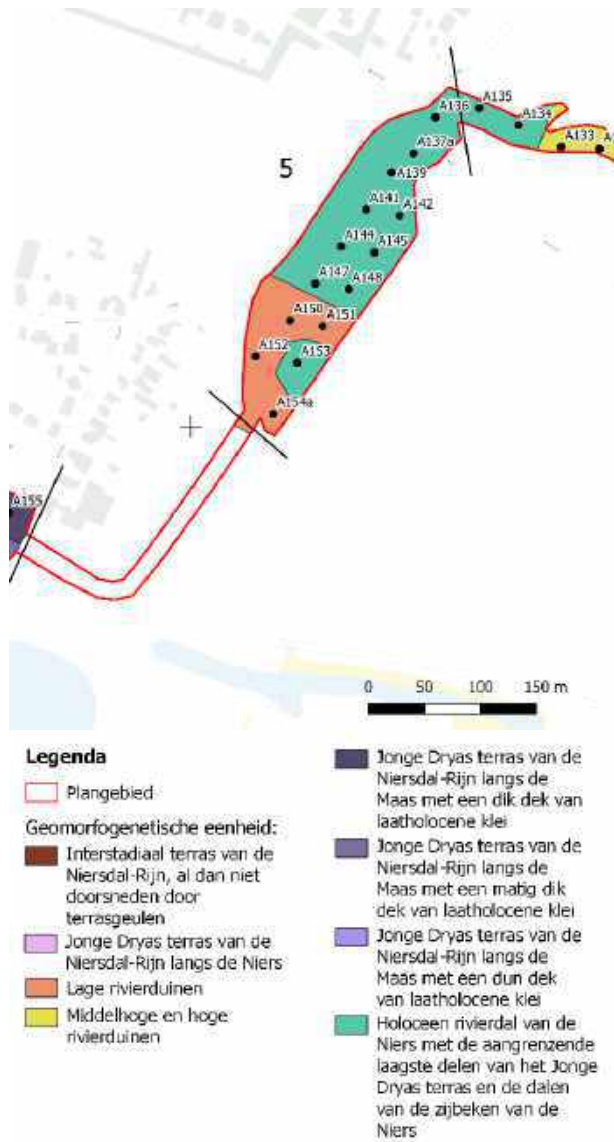 A135
A136
A134
A133
A137a
5
A139
A141
A142
A144
A145
A147
A148
A150
A151
A152
A153
A154a
A155
0 50 100 150 m
Legenda
Plangebied
Geomorfogenetische eenheid:
Interstadiaal terras van de
Niersdal-Rijn, al dan niet
doorsneden door
terrasgeulen
Jonge Dryas terras van de
Niersdal-Rijn langs de Niers
Lage rivierduinen
Middelhoge en hoge
rivierduinen
Jonge Dryas terras van de
Niersdal-Rijn langs de
Maas met een dik dek van
laatholocene klei
Jonge Dryas terras van de
Niersdal-Rijn langs de
Maas met een matig dik
dek van laatholocene klei
Jonge Dryas terras van de
Niersdal-Rijn langs de
Maas met een dun dek
van laatholocene klei
Holoceen rivierdal van de
Niers met de aangrenzende
laagste delen van het Jonge
Dryas terras en de dalen
van de zijbeken van de
Niers